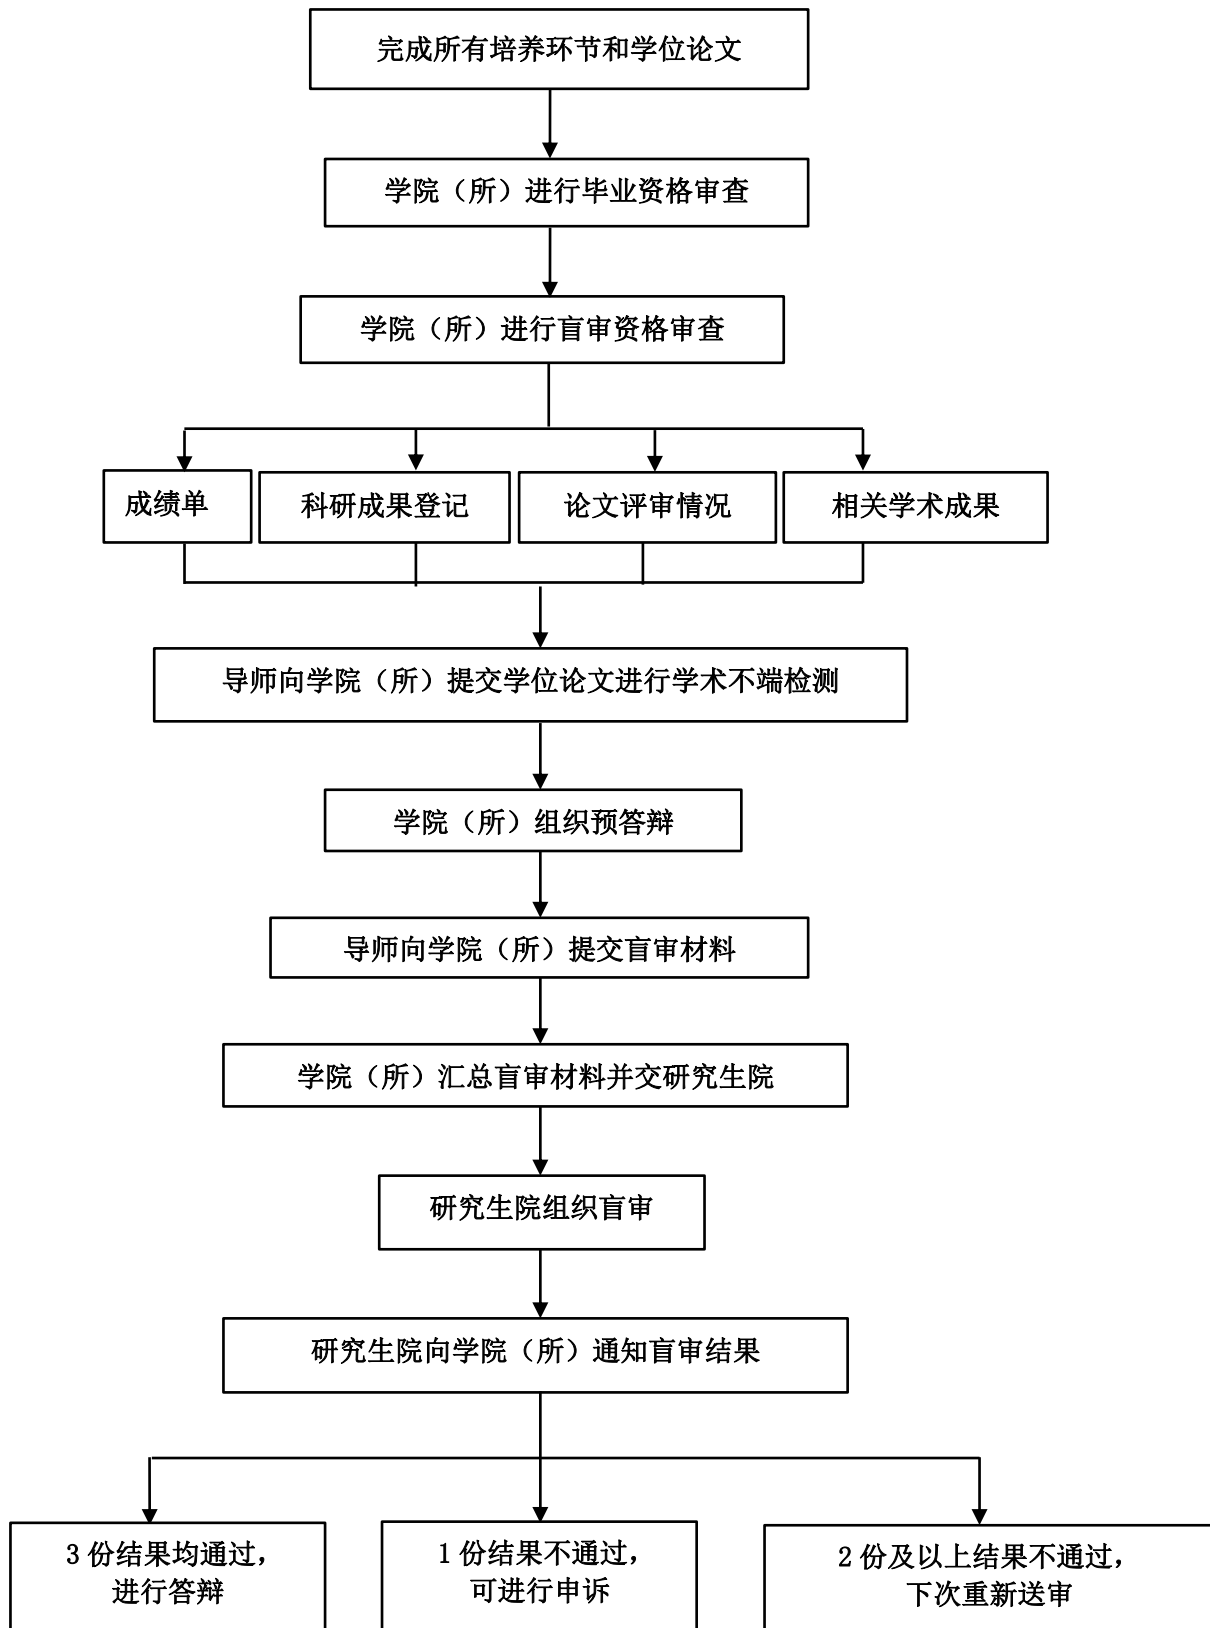 完成所有培养环节和学位论文
学院（所）进行毕业资格审查
学院（所）进行盲审资格审查
成绩单
科研成果登记
论文评审情况
相关学术成果
导师向学院（所）提交学位论文进行学术不端检测
学院（所）组织预答辩
导师向学院（所）提交盲审材料
学院（所）汇总盲审材料并交研究生院
研究生院组织盲审
研究生院向学院（所）通知盲审结果
3 份结果均通过，
进行答辩
1 份结果不通过，
可进行申诉
2 份及以上结果不通过，
下次重新送审